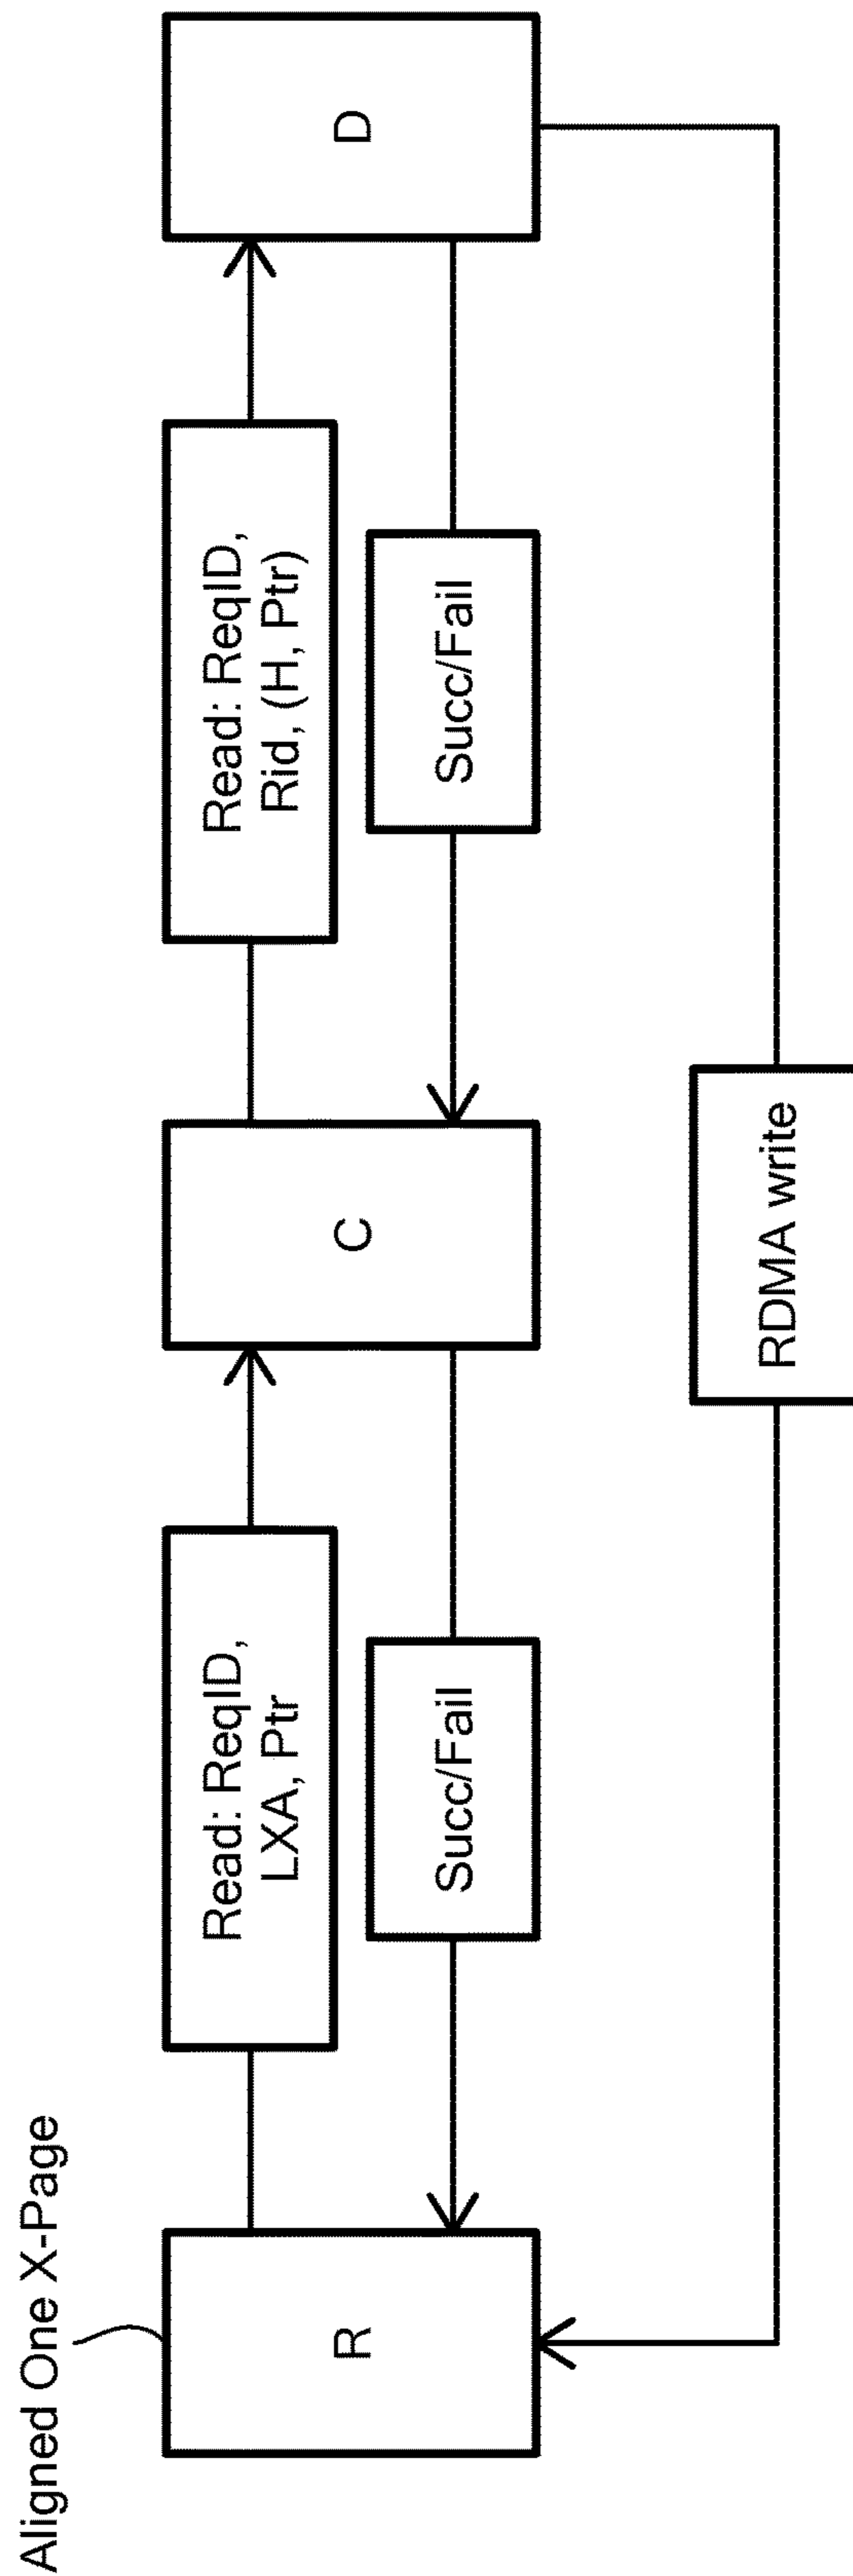 Aligned One X-Page
R
Read: ReqID,
LXA, Ptr
Succ/Fail
C
Read: ReqID,
Rid, (H, Ptr)
Succ/Fail
D
RDMA write